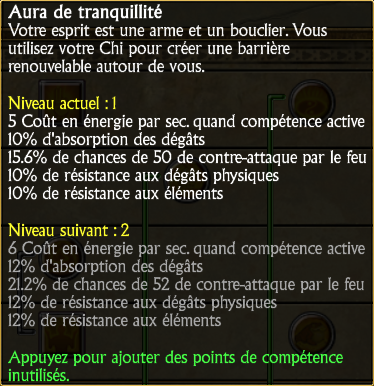 Aura de tranquillité
Votre esprit est une arme et un bouclier. Vous
utilisez votre Chi pour créer une barrière
renouvelable autour de vous.
Niveau actuel : 1
5 Coût en énergie par sec. quand compétence active
10% d'absorption des dégâts
15.6% de chances de 50 de contre-attaque par le feu
10% de résistance aux dégâts physiques
10% de résistance aux éléments
Niveau suivant : 2
6 Coût en énergie par sec. quand compétence active
12% d'absorption des dégâts
21.2% de chances de 52 de contre-attaque par le feu
12% de résistance aux dégâts physiques
12% de résistance aux éléments
Appuyez pour ajouter des points de compétence
inutilisés.